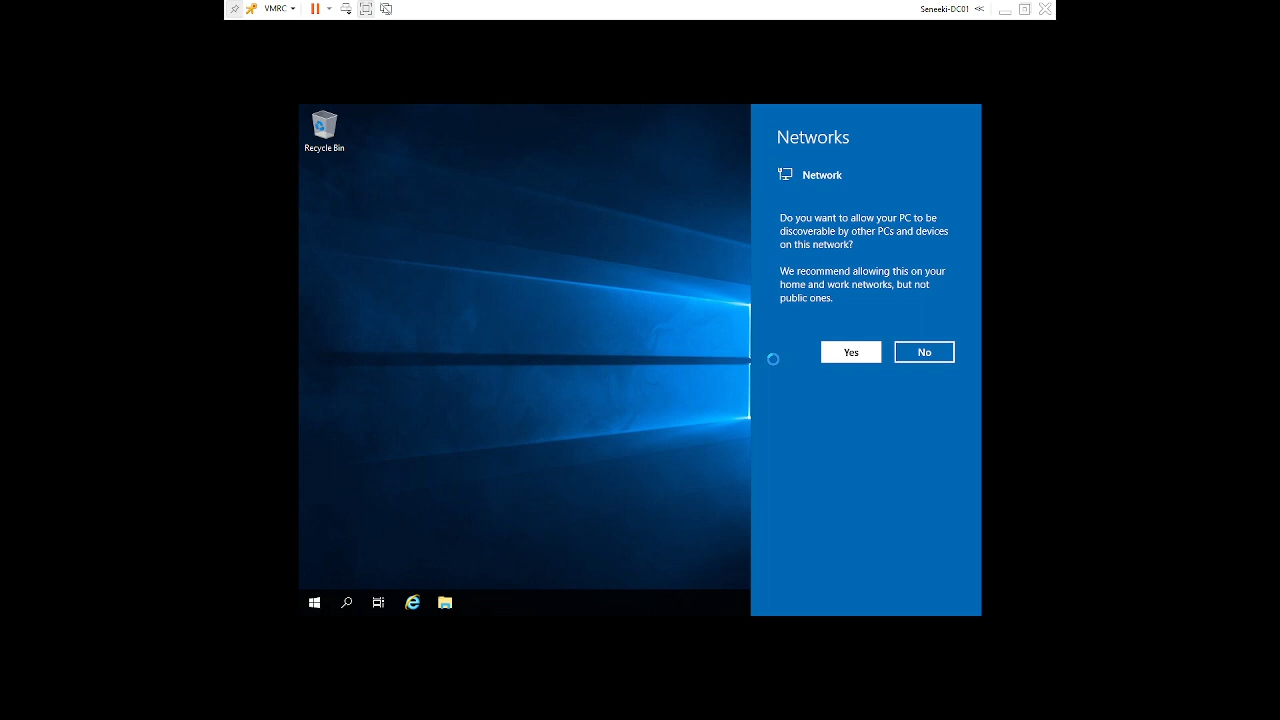 VMRC
Seneeki-DC01
Recycle Bin
Networks
Network
Do you want to allow your PC to be
discoverable by other PCs and devices
on this network?
We recommend allowing this on your
home and work networks, but not
public ones.
Yes
No